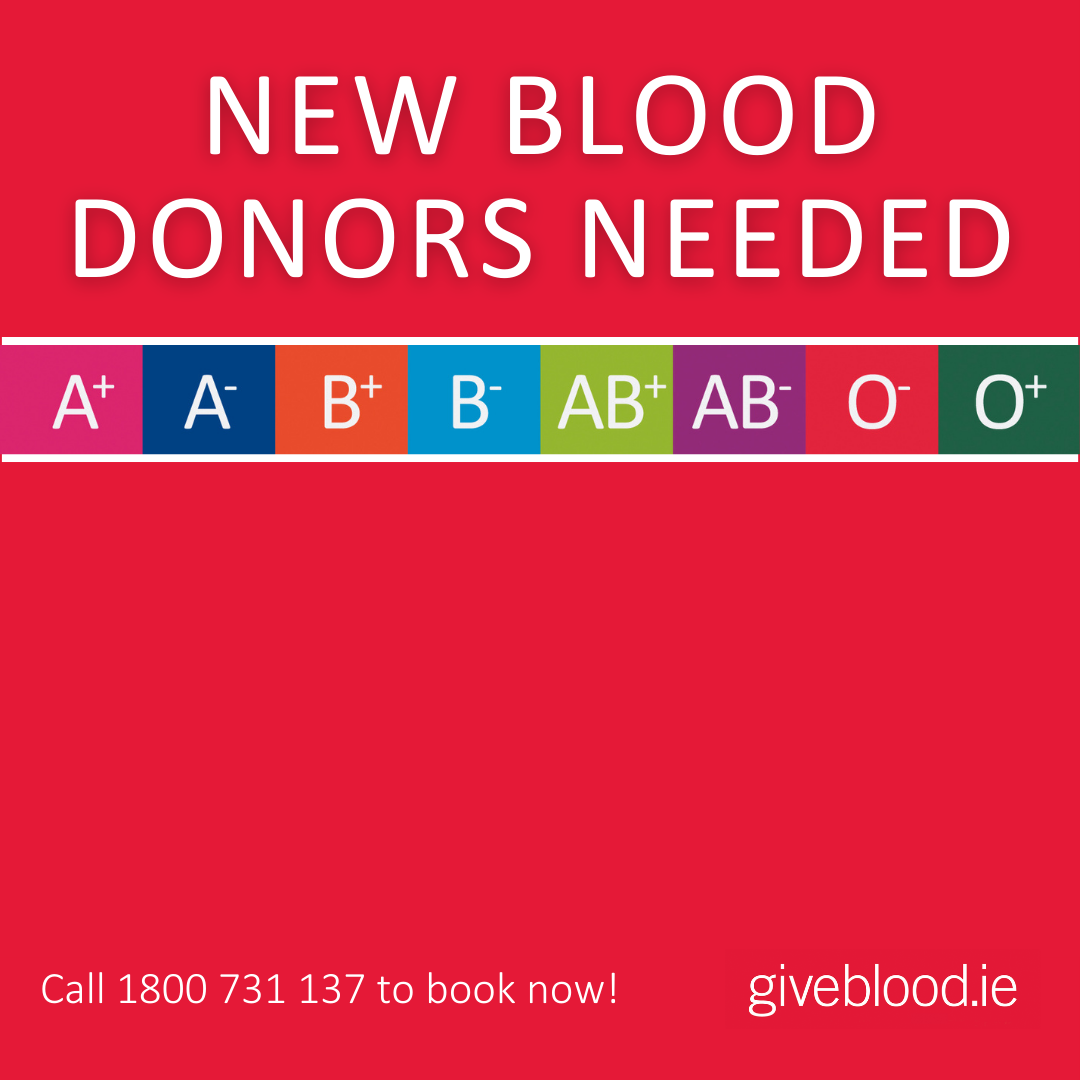 NEW BLOOD
DONORS NEEDED
A+ A- B+ B- AB+ AB- O- O+
Call 1800 731 137 to book now! giveblood.ie